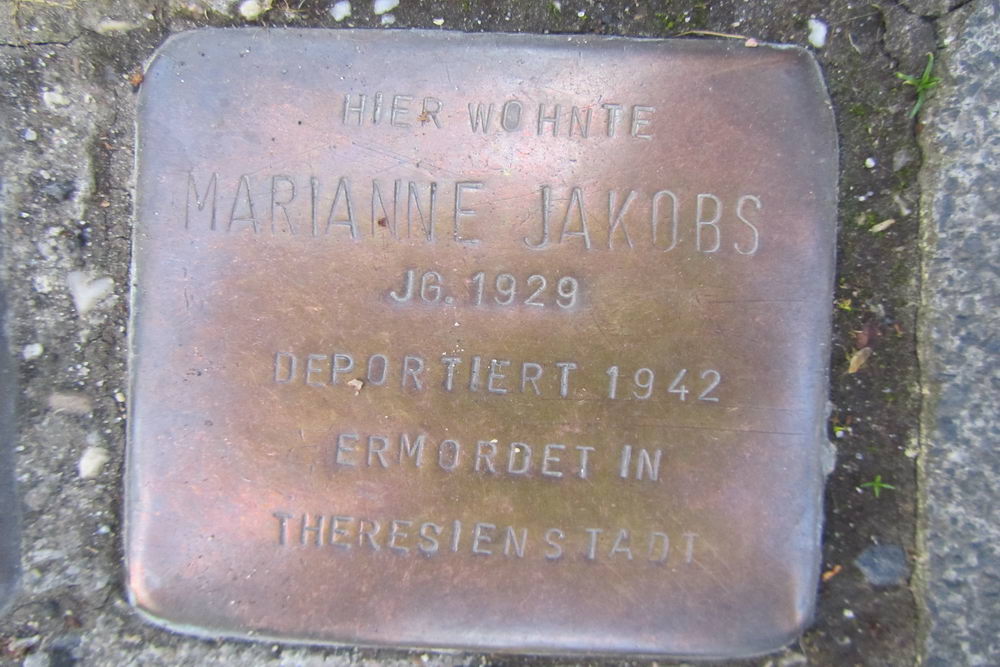 HIER WOHNTE
MARIANNE JAKOBS
JG. 1929
DEPORTIERT 1942
ERMORDET IN
THERESIENSTADT